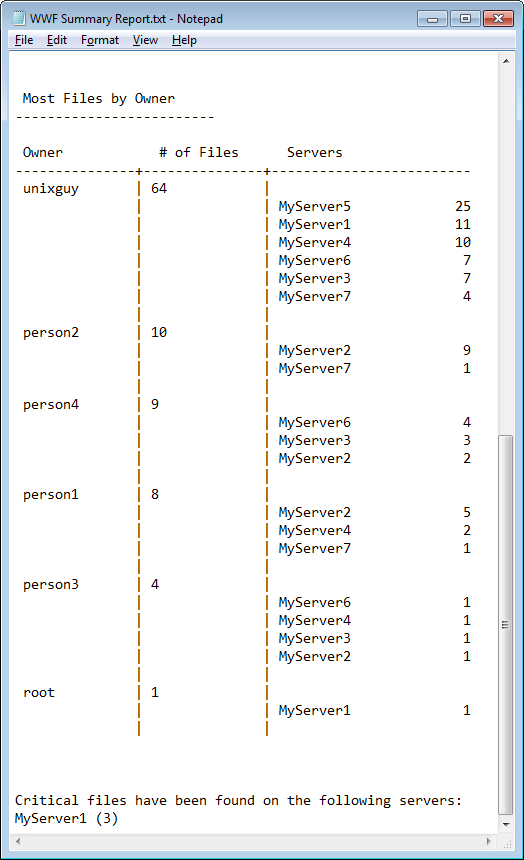 WWF Summary Report.txt - Notepad
File Edit Format View Help
Most Files by Owner
-------------------------
Owner # of Files Servers
---------------+---------------+-------------------------
unixguy | 64 |
| | MyServer5 25
| | MyServer1 11
| | MyServer4 10
| | MyServer6 7
| | MyServer3 7
| | MyServer7 4
| |
person2 | 10 |
| | MyServer2 9
| | MyServer7 1
| |
person4 | 9 |
| | MyServer6 4
| | MyServer3 3
| | MyServer2 2
| |
person1 | 8 |
| | MyServer2 5
| | MyServer4 2
| | MyServer7 1
| |
person3 | 4 |
| | MyServer6 1
| | MyServer4 1
| | MyServer3 1
| | MyServer2 1
| |
root | 1 |
| | MyServer1 1
| |
Critical files have been found on the following servers:
MyServer1 (3)